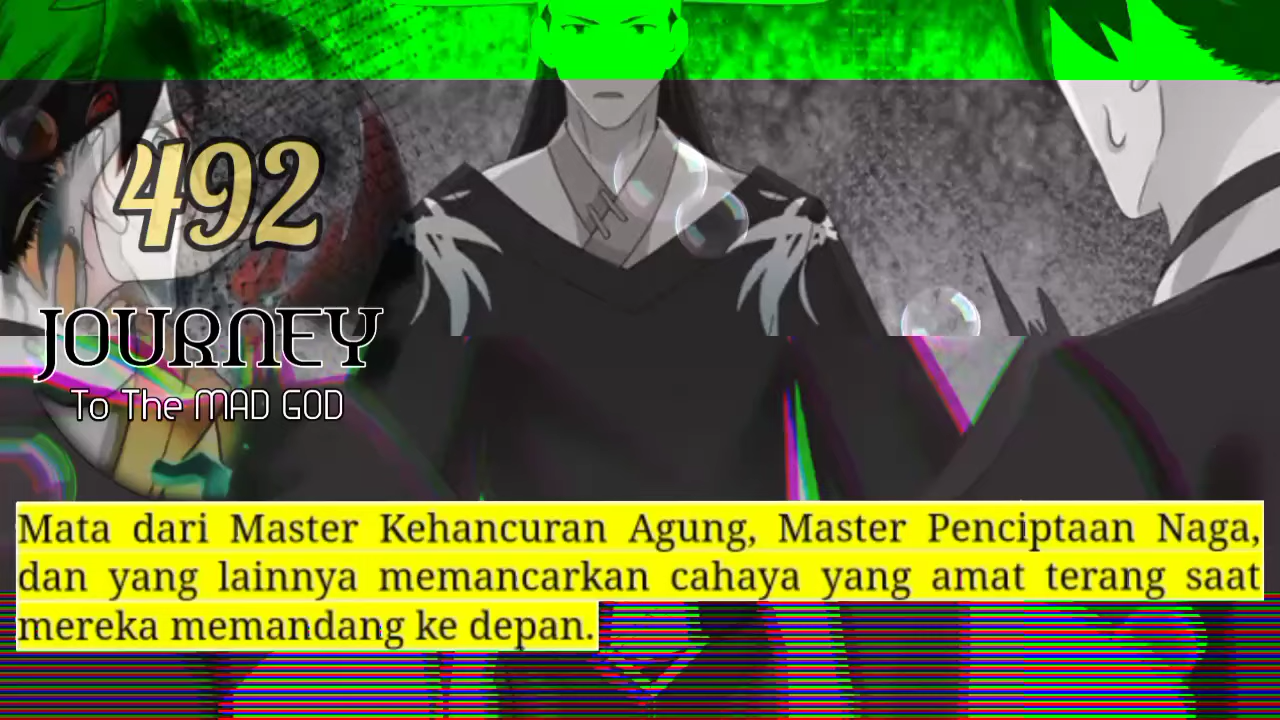 492
JOURNEY
To The MAD GOD
Mata dari Master Kehancuran Agung, Master Penciptaan Naga,
dan yang lainnya memancarkan cahaya yang amat terang saat
mereka memandang ke depan.